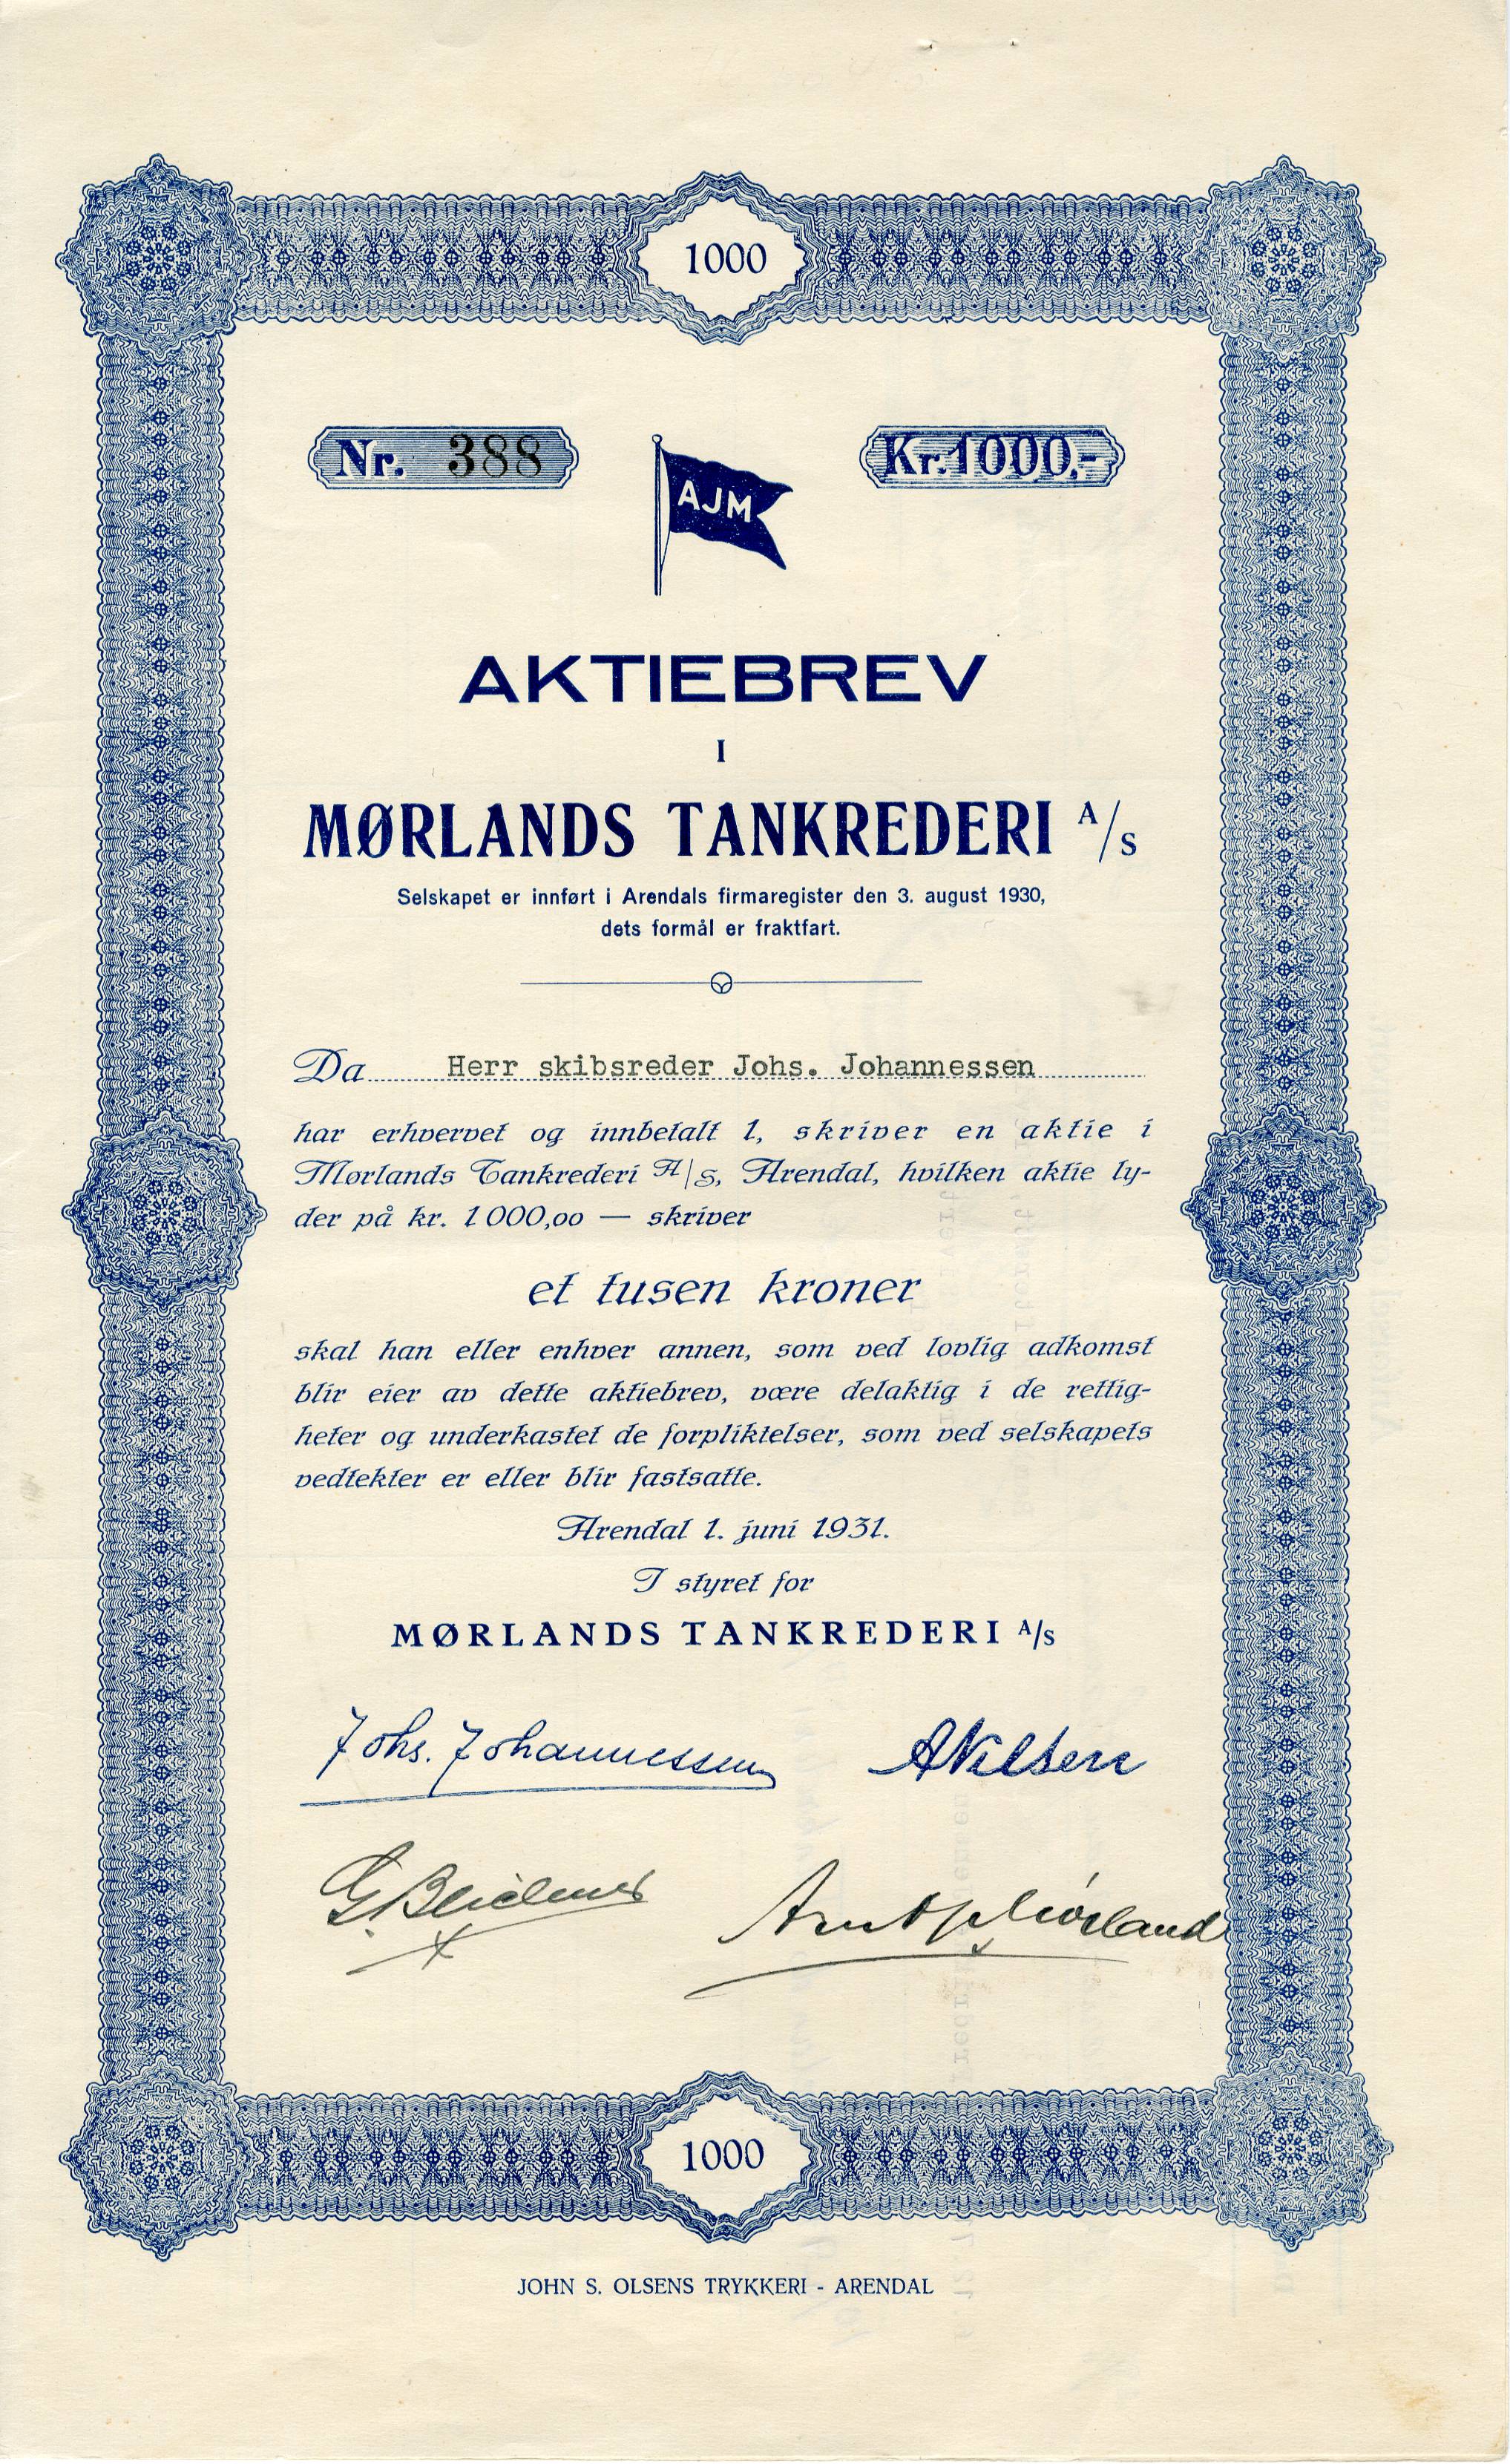 1000
Nr. 388
Kr. 1000,-
AJM
AKTIEBREV
I
MØRLANDS TANKREDERI A/S
Selskapet er innført i Arendals firmaregister den 3. august 1930,
dets formål er fraktfart.
Da Herr skibsreder Johs. Johannessen
har erhvervet og innbetalt 1, skriver en aktie i
Mørlands Tankrederi A/S, Arendal, hvilken aktie ly-
der på kr. 1000,oo — skriver
et tusen kroner
skal han eller enhver annen, som ved lovlig adkomst
blir eier av dette aktiebrev, være delaktig i de rettig-
heter og underkastet de forpliktelser, som ved selskapets
vedtekter er eller blir fastsatte.
Arendal 1. juni 1931.
I styret for
MØRLANDS TANKREDERI A/S
Johs. Johannessen
ANilsen
Arnt J Mørland
1000
JOHN S. OLSENS TRYKKERI - ARENDAL